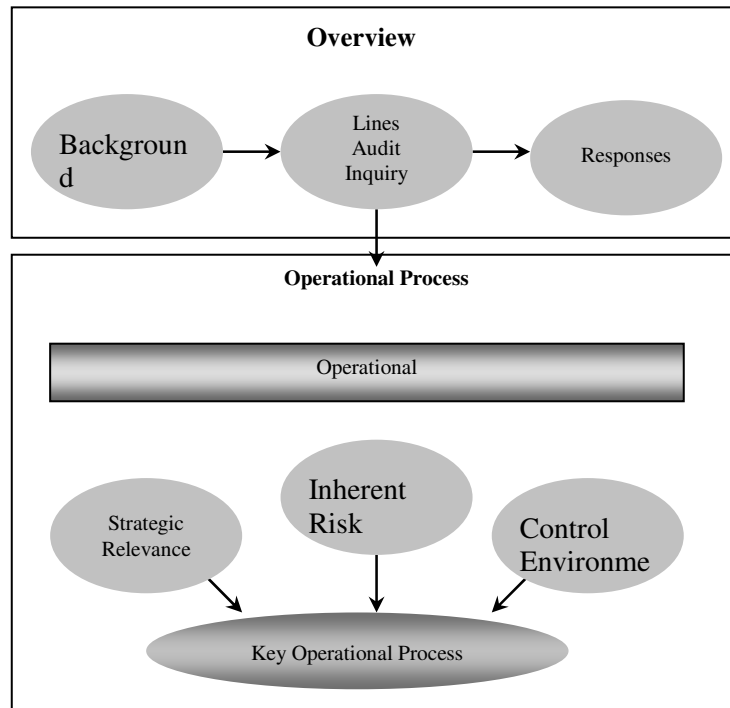 Overview
Backgroun
d
Lines
Audit
Inquiry
Responses
Operational Process
Operational
Strategic
Relevance
Inherent
Risk
Control
Environme
Key Operational Process